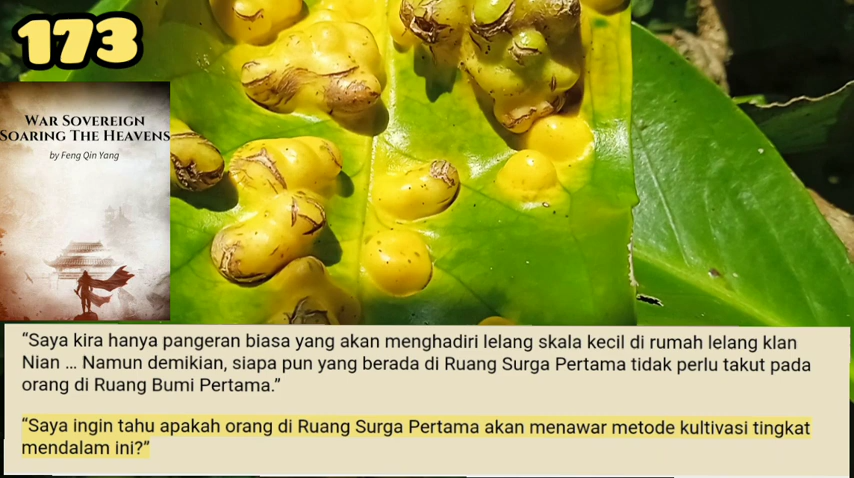 173
WAR SOVEREIGN
SOARING THE HEAVENS
by Feng Qin Yang
“Saya kira hanya pangeran biasa yang akan menghadiri lelang skala kecil di rumah lelang klan
Nian ... Namun demikian, siapa pun yang berada di Ruang Surga Pertama tidak perlu takut pada
orang di Ruang Bumi Pertama.”
“Saya ingin tahu apakah orang di Ruang Surga Pertama akan menawar metode kultivasi tingkat
mendalam ini?”